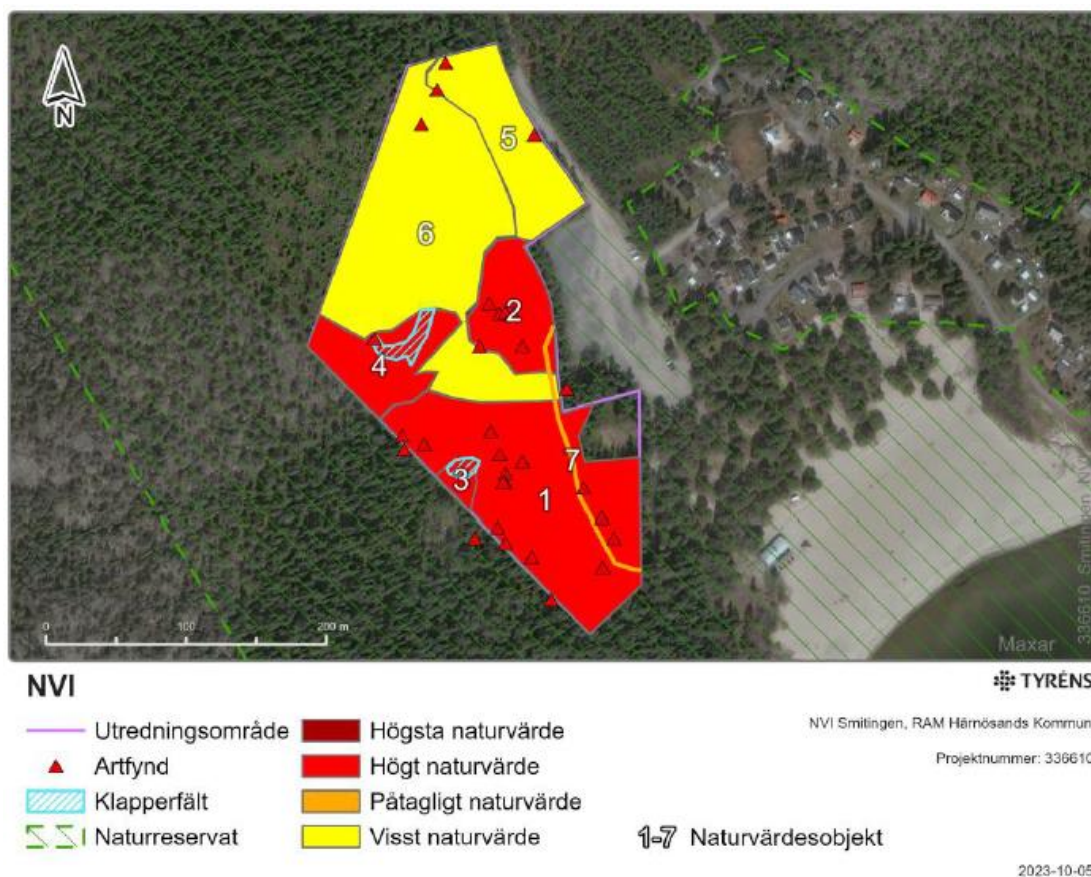 N
5
6
2
4
7
3
1
0 100 200 m
Maxar
NVI
TYRÉNS
Utredningsområde
Artfynd
Klapperfält
Naturreservat
Högsta naturvärde
Högt naturvärde
Påtagligt naturvärde
Visst naturvärde
1-7 Naturvärdesobjekt
NVI Smitingen, RAM Härnösands Kommun
Projektnummer: 336610
2023-10-05